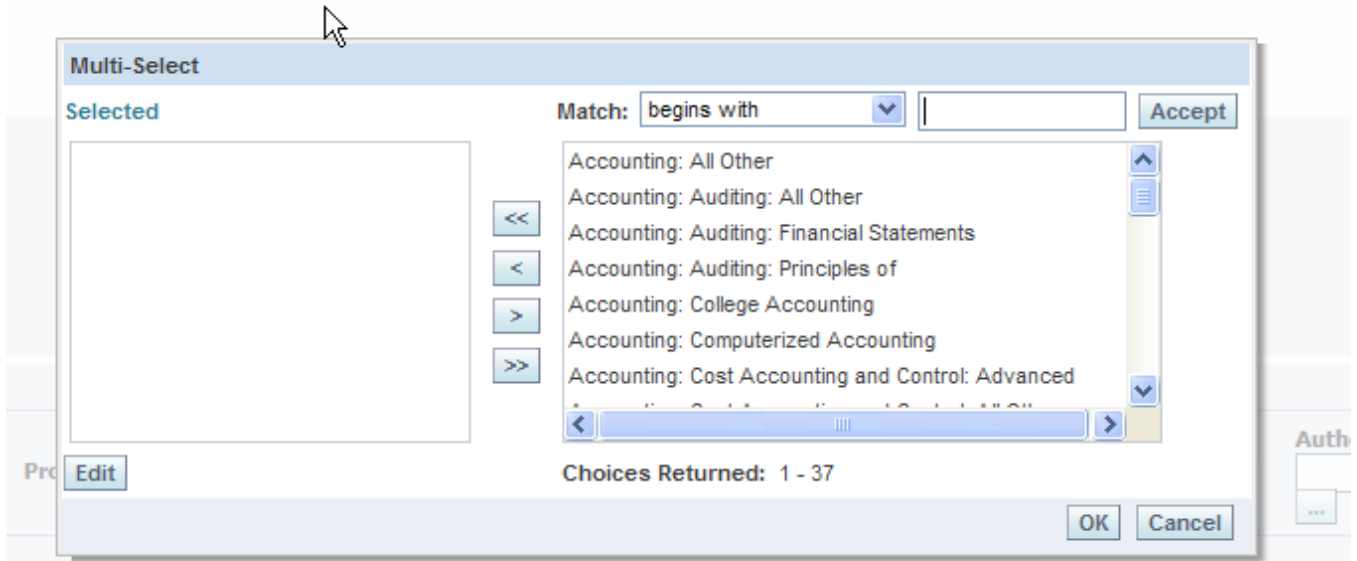 Multi-Select
Selected
Match: begins with
Accept
Accounting: All Other
Accounting: Auditing: All Other
<<
Accounting: Auditing: Financial Statements
<
Accounting: Auditing: Principles of
>
Accounting: College Accounting
Accounting: Computerized Accounting
>>
Accounting: Cost Accounting and Control: Advanced
Edit
Choices Returned: 1 - 37
OK
Cancel
Pro
Auth
...